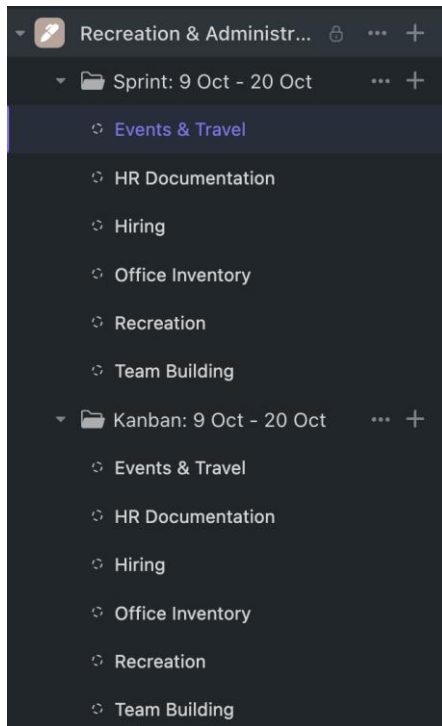 Recreation & Administr...
Sprint: 9 Oct - 20 Oct
Events & Travel
HR Documentation
Hiring
Office Inventory
Recreation
Team Building
Kanban: 9 Oct - 20 Oct
Events & Travel
HR Documentation
Hiring
Office Inventory
Recreation
Team Building